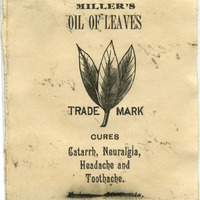 MILLER'S
OIL OF LEAVES
TRADE MARK
CURES
Catarrh, Neuralgia,
Headache and
Toothache.